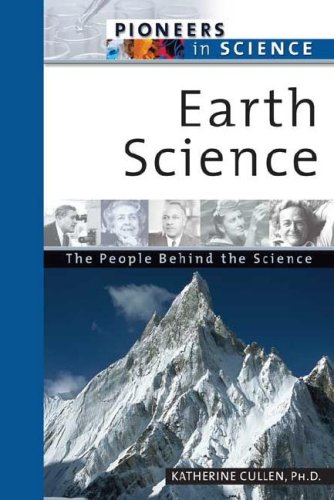 PIONEERS
in SCIENCE
Earth
Science
The People Behind the Science
KATHERINE CULLEN, PH.D.